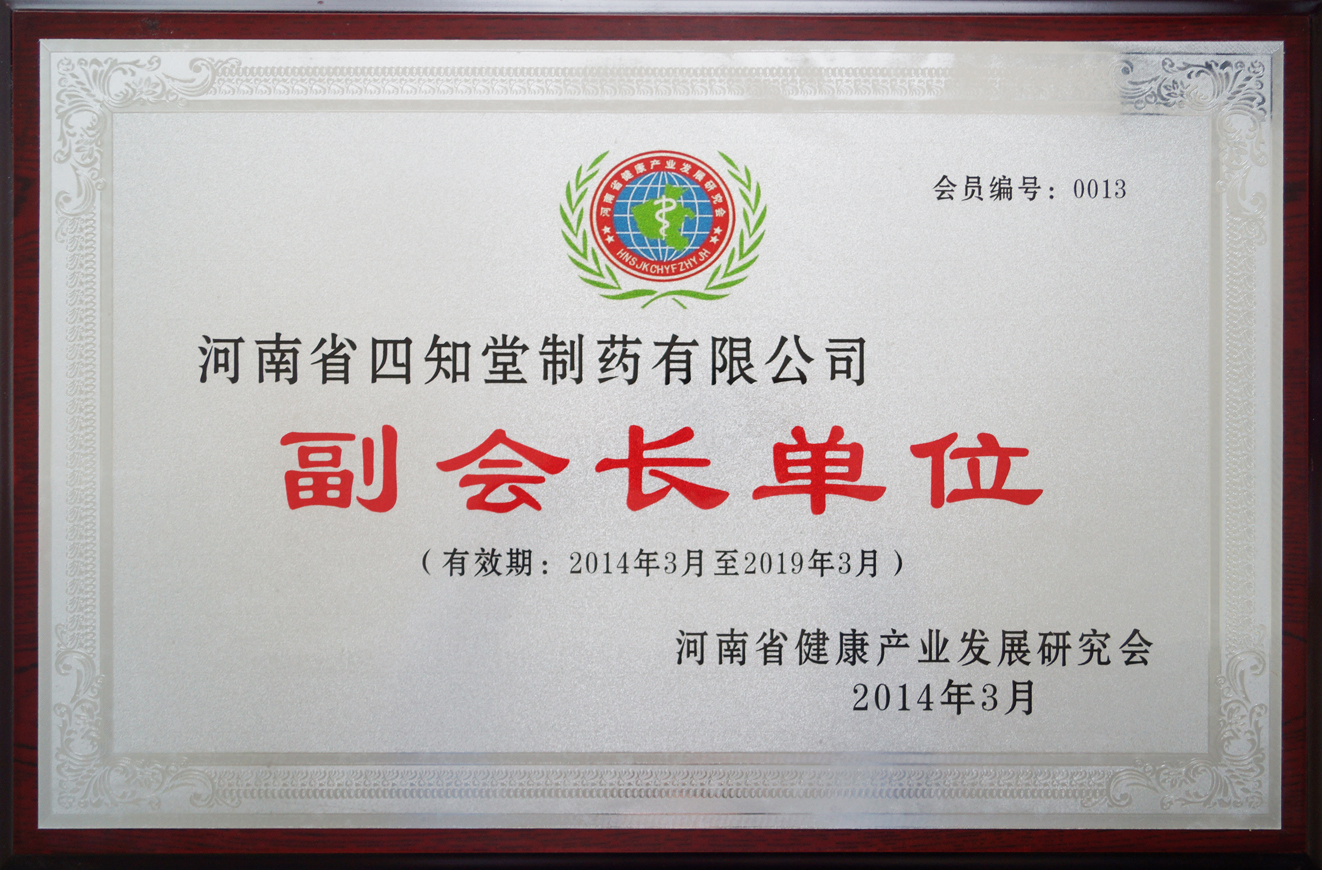 会员编号：0013
河南省健康产业发展研究会
HNSJKCHYFZHYJH
河南省四知堂制药有限公司
副会长单位
（有效期：2014年3月至2019年3月）
河南省健康产业发展研究会
2014年3月